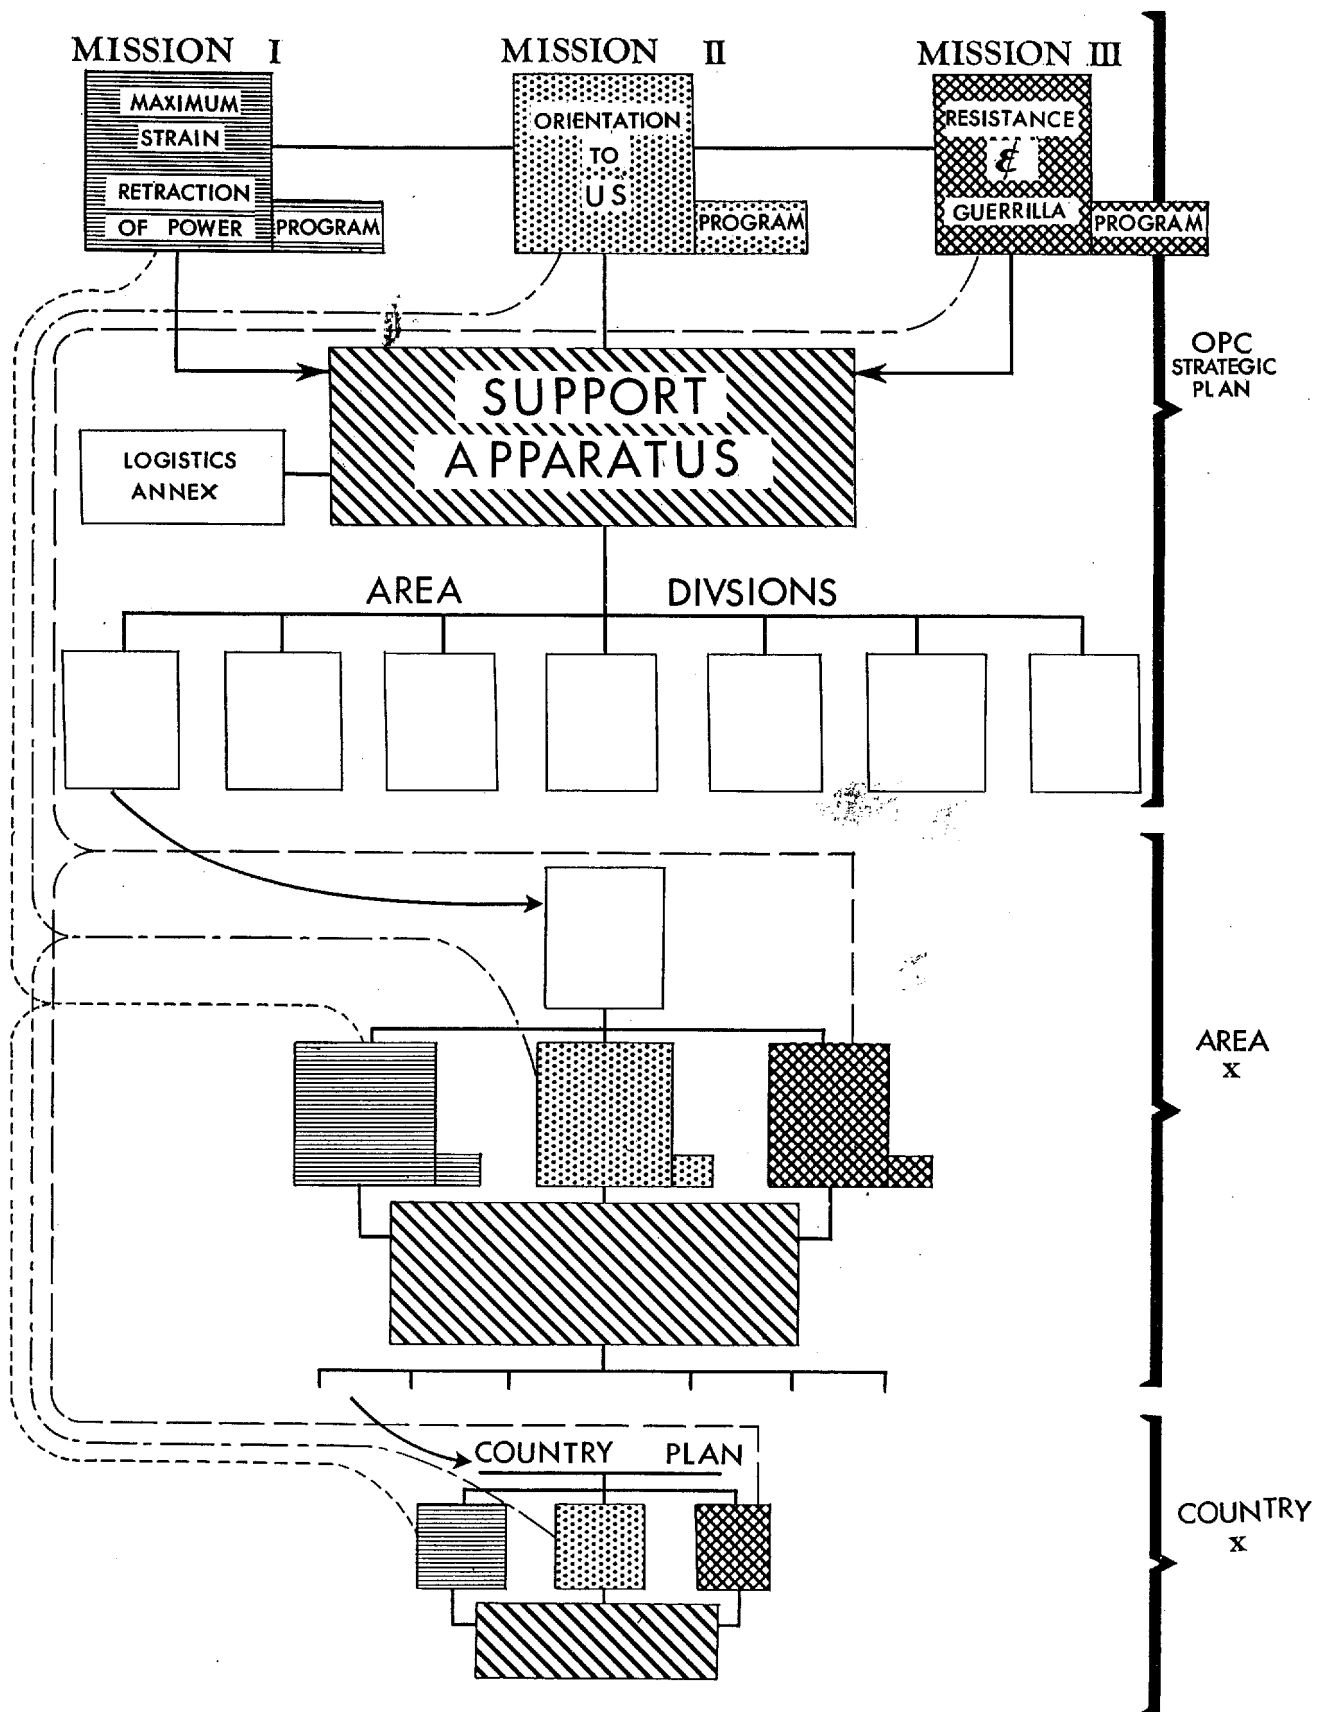 MISSION I
MISSION II
MISSION III
MAXIMUM
STRAIN
RETRACTION
OF POWER
PROGRAM
ORIENTATION
TO
US
PROGRAM
RESISTANCE
&
GUERRILLA
PROGRAM
OPC
STRATEGIC
PLAN
SUPPORT
APPARATUS
LOGISTICS
ANNEX
AREA DIVSIONS
AREA
X
COUNTRY PLAN
COUNTRY
X